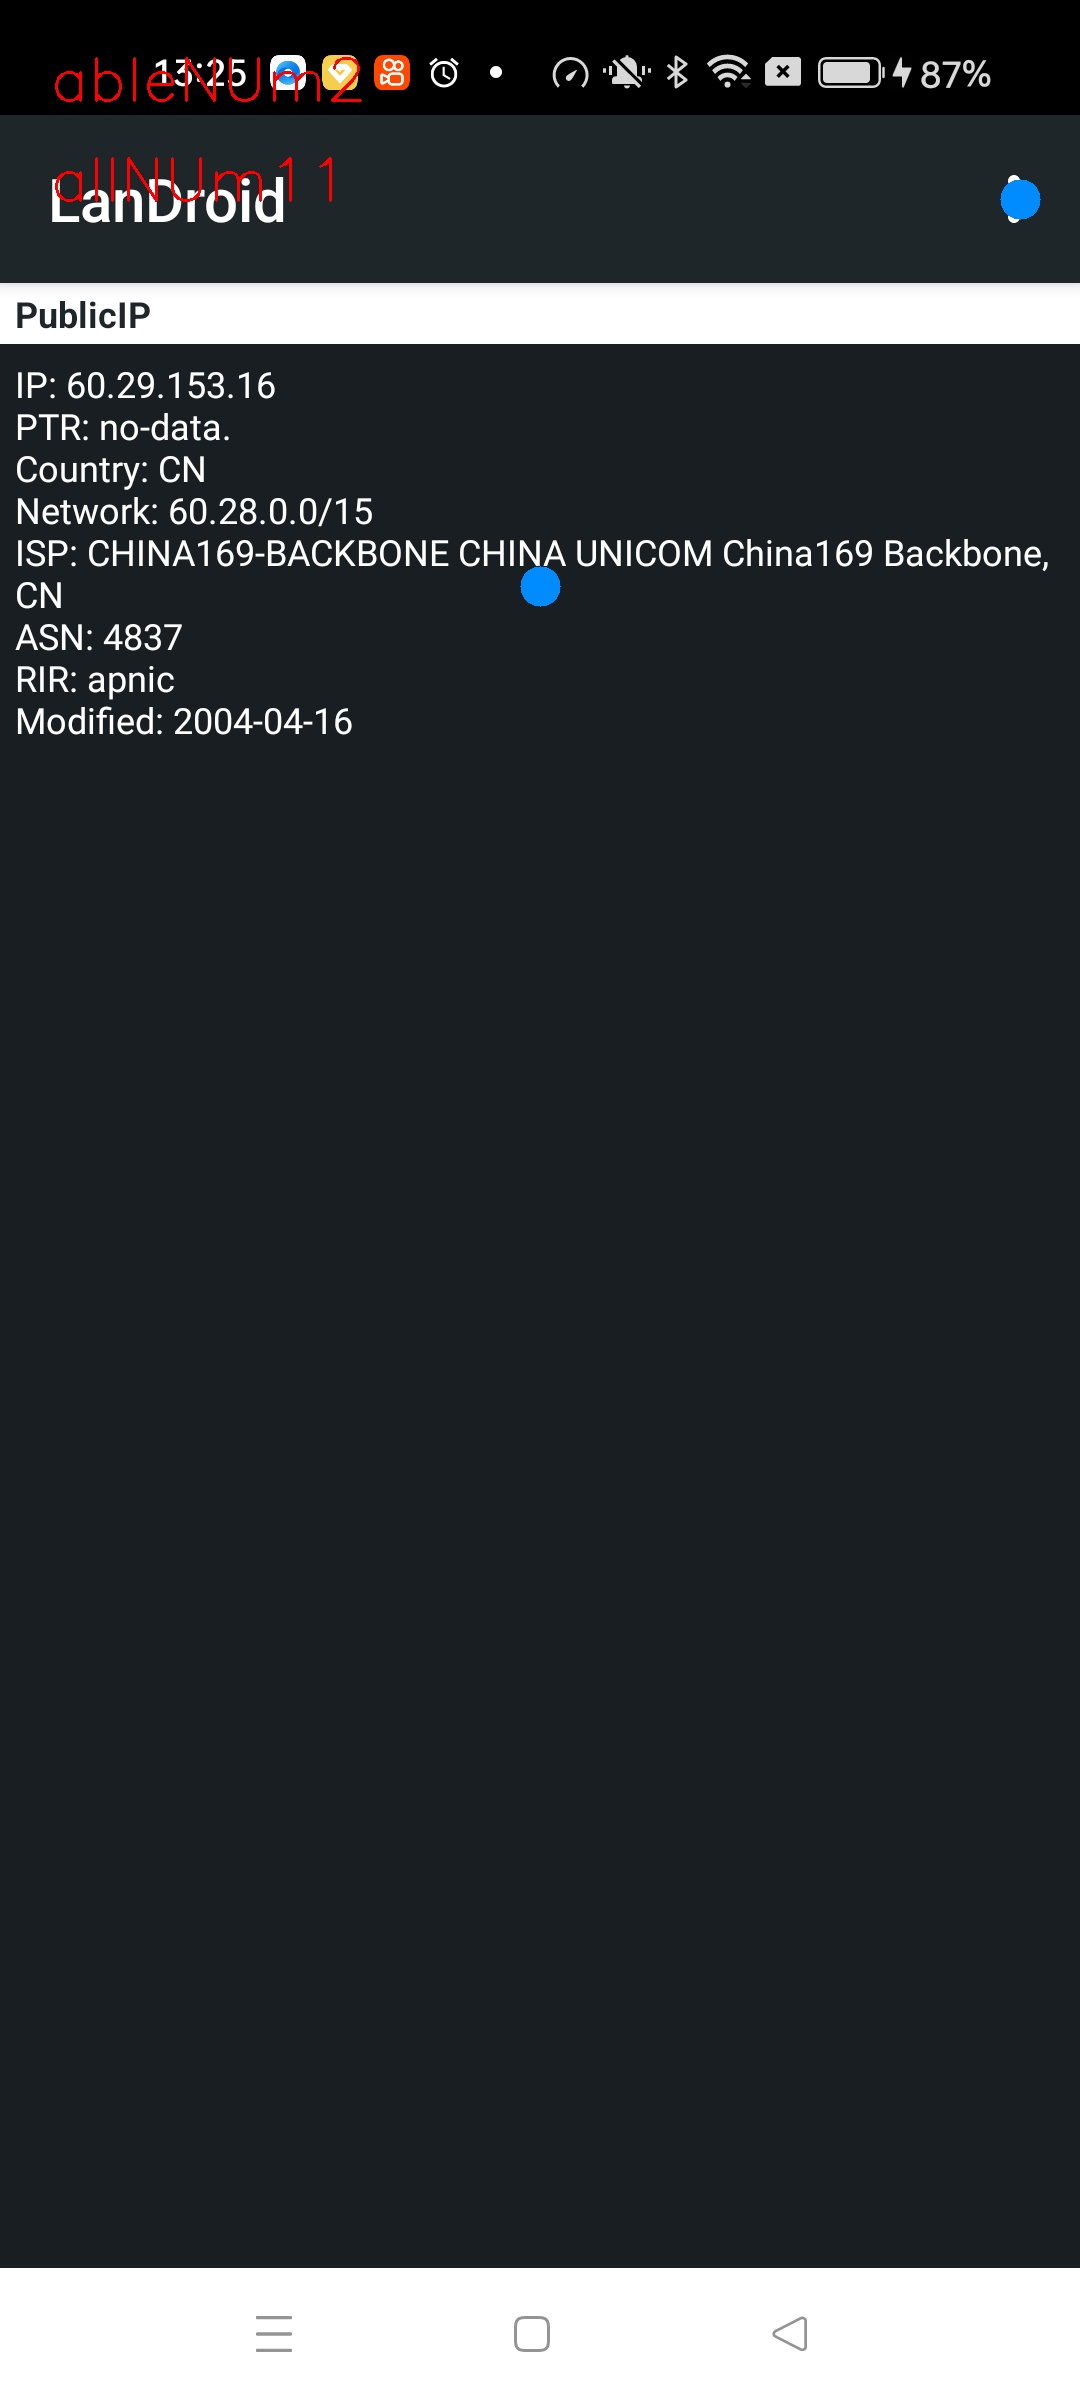 13:25
87%
ableNUm2
allNUm11
LanDroid
PublicIP
IP: 60.29.153.16
PTR: no-data.
Country: CN
Network: 60.28.0.0/15
ISP: CHINA169-BACKBONE CHINA UNICOM China169 Backbone,
CN
ASN: 4837
RIR: apnic
Modified: 2004-04-16